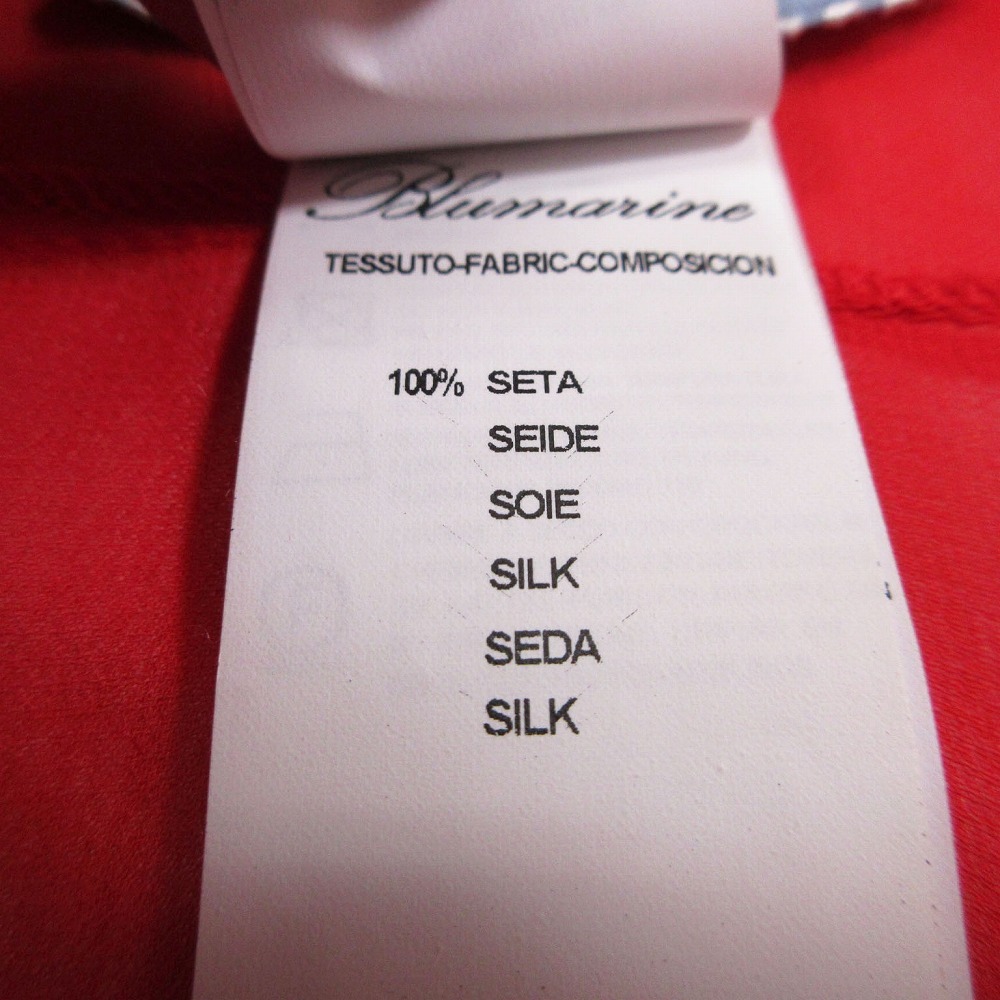 Blumarine
TESSUTO-FABRIC-COMPOSICION
100% SETA
SEIDE
SOIE
SILK
SEDA
SILK